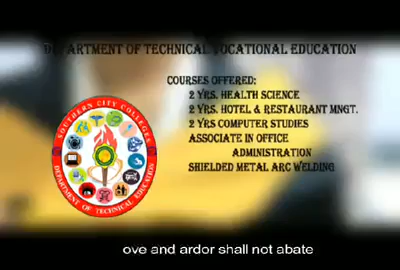 DEPARTMENT OF TECHNICAL VOCATIONAL EDUCATION
COURSES OFFERED:
2 YRS. HEALTH SCIENCE
2 YRS. HOTEL & RESTAURANT MNGT.
2 YRS COMPUTER STUDIES
ASSOCIATE IN OFFICE
ADMINISTRATION
SHIELDED METAL ARC WELDING
SOUTHERN CITY COLLEGES
DEPARTMENT OF TECHNICAL EDUCATION
ove and ardor shall not abate